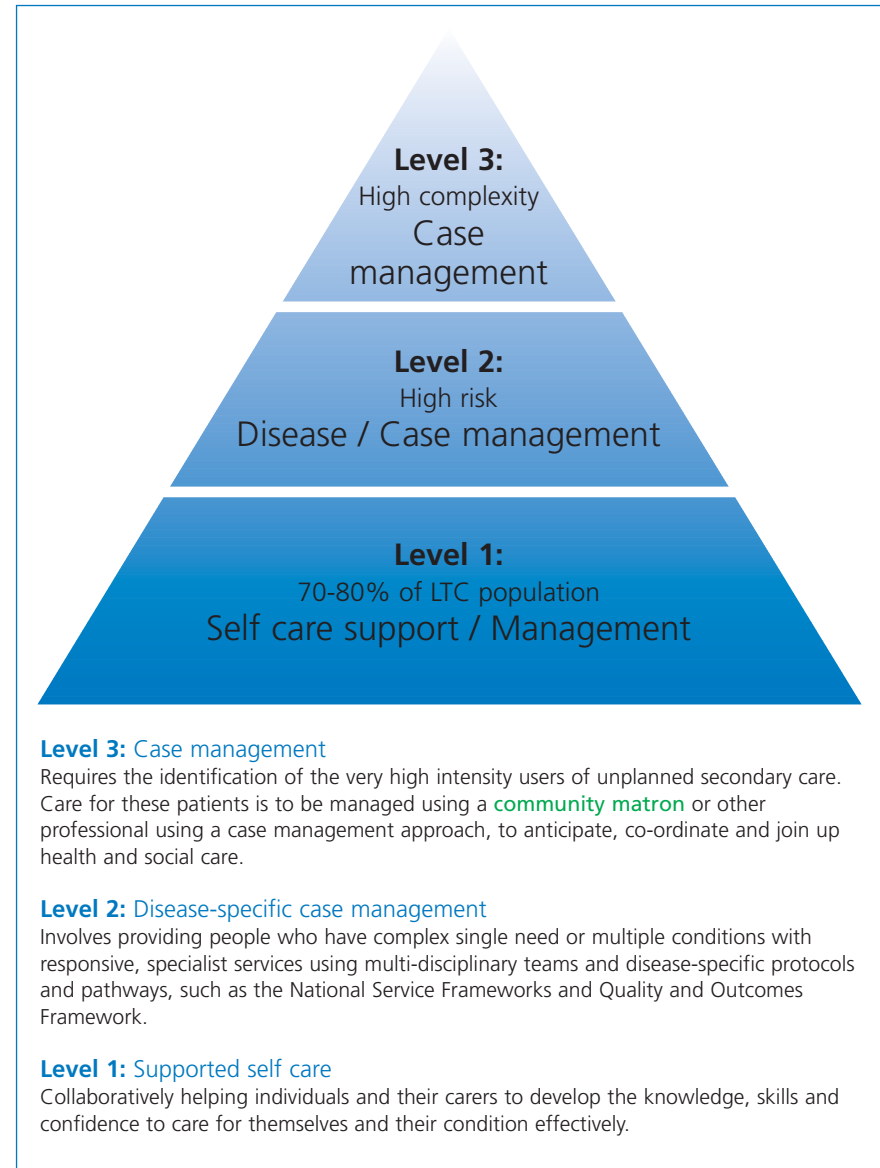 Level 3:
High complexity
Case
management
Level 2:
High risk
Disease / Case management
Level 1:
70-80% of LTC population
Self care support / Management
Level 3: Case management
Requires the identification of the very high intensity users of unplanned secondary care.
Care for these patients is to be managed using a community matron or other
professional using a case management approach, to anticipate, co-ordinate and join up
health and social care.
Level 2: Disease-specific case management
Involves providing people who have complex single need or multiple conditions with
responsive, specialist services using multi-disciplinary teams and disease-specific protocols
and pathways, such as the National Service Frameworks and Quality and Outcomes
Framework.
Level 1: Supported self care
Collaboratively helping individuals and their carers to develop the knowledge, skills and
confidence to care for themselves and their condition effectively.